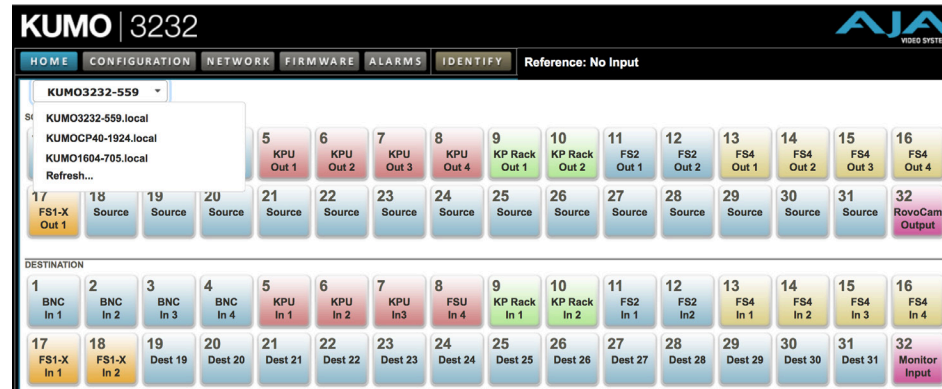 KUMO 3232
AJA
VIDEO SYSTE
HOME CONFIGURATION NETWORK FIRMWARE ALARMS IDENTIFY Reference: No Input
KUMO3232-559
KUMO3232-559.local
KUMOCP40-1924.local
KUMO1604-705.local
Refresh...
5 6 7 8 9 10 11 12 13 14 15 16
KPU KPU KPU KPU KP Rack KP Rack FS2 FS2 FS4 FS4 FS4 FS4
Out 1 Out 2 Out 3 Out 4 Out 1 Out 2 Out 1 Out 2 Out 1 Out 2 Out 3 Out 4
17 18 19 20 21 22 23 24 25 26 27 28 29 30 31 32
FS1-X Source Source Source Source Source Source Source Source Source Source Source Source Source Source RovoCam
Out 1 Output
DESTINATION
1 2 3 4 5 6 7 8 9 10 11 12 13 14 15 16
BNC BNC BNC BNC KPU KPU KPU FSU KP Rack KP Rack FS2 FS2 FS4 FS4 FS4 FS4
In 1 In 2 In 3 In 4 In 1 In 2 In3 In 4 In 1 In 2 In 1 In2 In 1 In 2 In 3 In 4
17 18 19 20 21 22 23 24 25 26 27 28 29 30 31 32
FS1-X FS1-X Dest 19 Dest 20 Dest 21 Dest 22 Dest 23 Dest 24 Dest 25 Dest 26 Dest 27 Dest 28 Dest 29 Dest 30 Dest 31 Monitor
In 1 In 2 Input